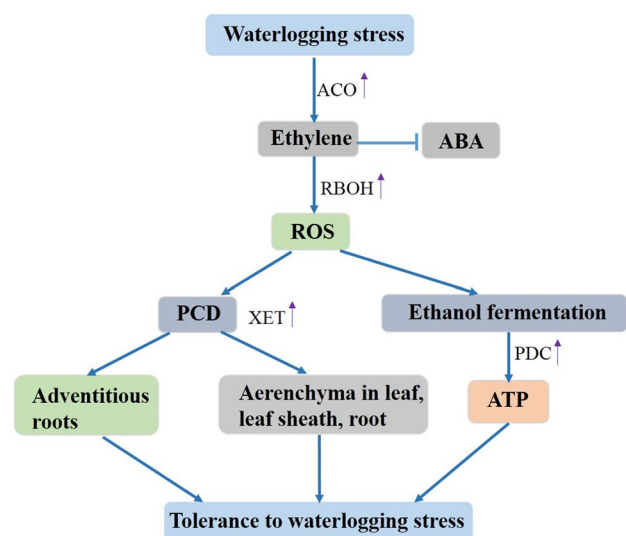 Waterlogging stress
ACO
Ethylene
ABA
RBOH
ROS
PCD
XET
Ethanol fermentation
PDC
Adventitious
roots
Aerenchyma in leaf,
leaf sheath, root
ATP
Tolerance to waterlogging stress